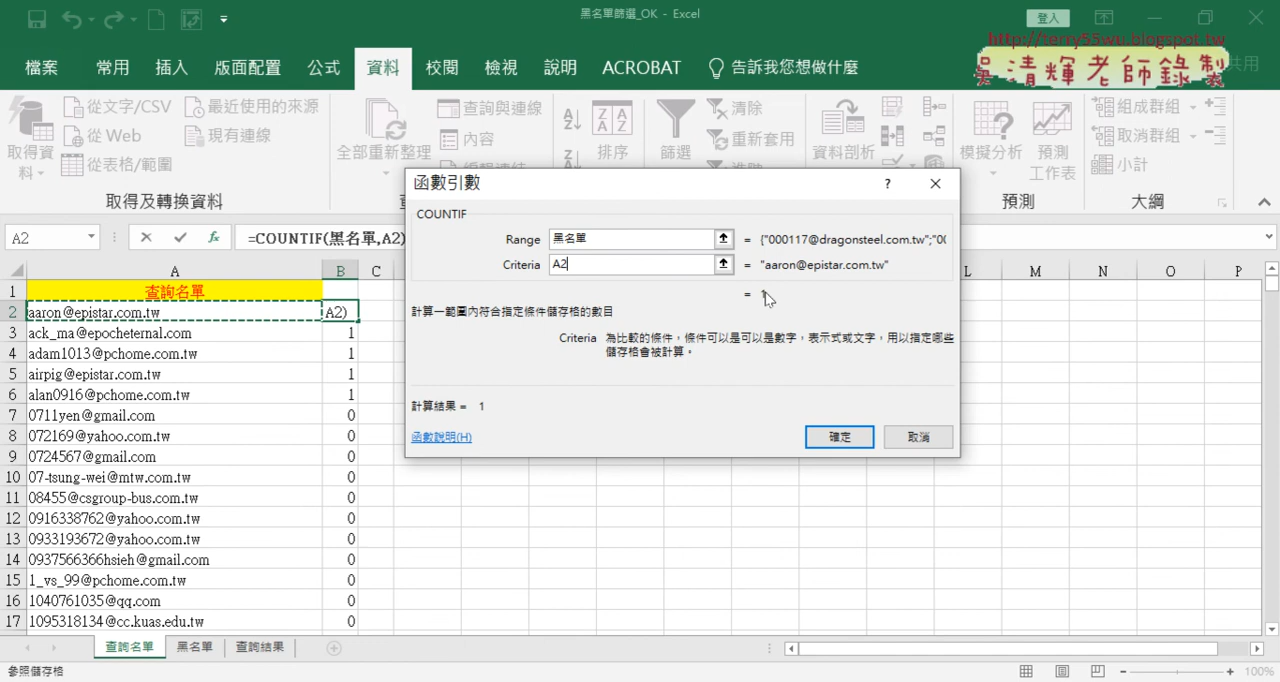 黑名單篩選_OK - Excel
登入
http://terry55wu.blogspot.tw
吳清輝老師錄製
共用
檔案 常用 插入 版面配置 公式 資料 校閱 檢視 說明 ACROBAT 告訴我您想做什麼
取得資料
從文字/CSV
從 Web
從表格/範圍
最近使用的來源
現有連線
取得及轉換資料
全部重新整理
查詢與連線
內容
排序
篩選
清除
重新套用
資料剖析
模擬分析
預測工作表
預測
組成群組
取消群組
小計
大綱
A2
fx
=COUNTIF(黑名單,A2)
函數引數
? ×
COUNTIF
Range 黑名單 = {"000117@dragonsteel.com.tw";"00
Criteria A2 = "aaron@epistar.com.tw"
=
計算一範圍內符合指定條件儲存格的數目
Criteria 為比較的條件，條件可以是可以是數字，表示式或文字，用以指定哪些
儲存格會被計算。
計算結果 = 1
函數說明(H)
確定 取消
A B C L M N O P
1 查詢名單
2 aaron@epistar.com.tw A2)
3 ack_ma@epocheternal.com 1
4 adam1013@pchome.com.tw 1
5 airpig@epistar.com.tw 1
6 alan0916@pchome.com.tw 1
7 0711yen@gmail.com 0
8 072169@yahoo.com.tw 0
9 0724567@gmail.com 0
10 07-tsung-wei@mtw.com.tw 0
11 08455@csgroup-bus.com.tw 0
12 0916338762@yahoo.com.tw 0
13 0933193672@yahoo.com.tw 0
14 0937566366hsieh@gmail.com 0
15 1_vs_99@pchome.com.tw 0
16 1040761035@qq.com 0
17 1095318134@cc.kuas.edu.tw 0
查詢名單 黑名單 查詢結果
參照儲存格
100%